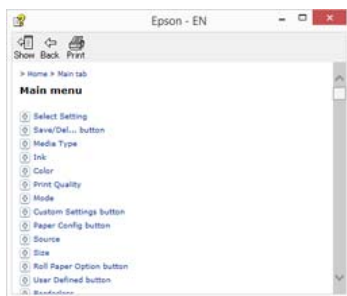 Epson - EN
Show Back Print
> Home > Main tab
Main menu
Select Setting
Save/Del... button
Media Type
Ink
Color
Print Quality
Mode
Custom Settings button
Paper Config button
Source
Size
Roll Paper Option button
User Defined button
Borderless